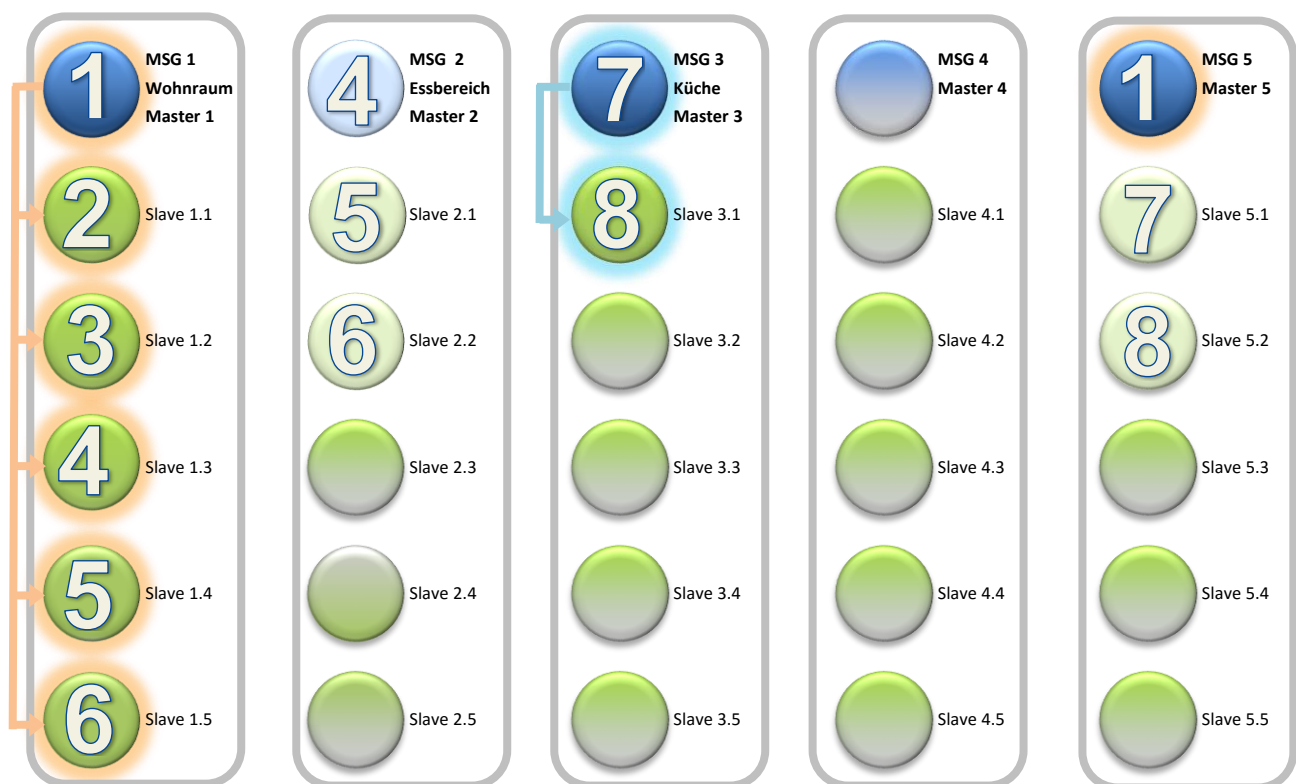 1
MSG 1
Wohnraum
Master 1
2
Slave 1.1
3
Slave 1.2
4
Slave 1.3
5
Slave 1.4
6
Slave 1.5
4
MSG 2
Essbereich
Master 2
5
Slave 2.1
6
Slave 2.2
Slave 2.3
Slave 2.4
Slave 2.5
7
MSG 3
Küche
Master 3
8
Slave 3.1
Slave 3.2
Slave 3.3
Slave 3.4
Slave 3.5
MSG 4
Master 4
Slave 4.1
Slave 4.2
Slave 4.3
Slave 4.4
Slave 4.5
1
MSG 5
Master 5
7
Slave 5.1
8
Slave 5.2
Slave 5.3
Slave 5.4
Slave 5.5